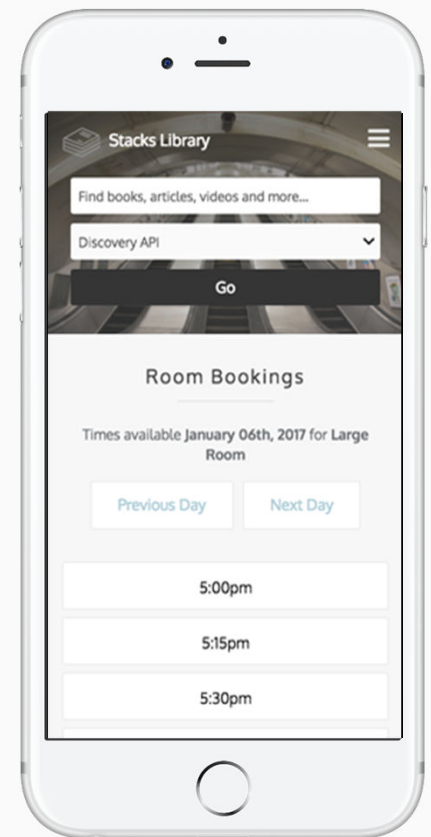 Stacks Library
Find books, articles, videos and more...
Discovery API
Go
Room Bookings
Times available January 06th, 2017 for Large
Room
Previous Day
Next Day
5:00pm
5:15pm
5:30pm